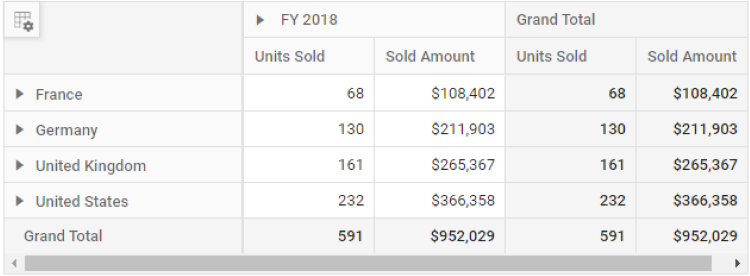 FY 2018 Grand Total
Units Sold Sold Amount Units Sold Sold Amount
France 68 $108,402 68 $108,402
Germany 130 $211,903 130 $211,903
United Kingdom 161 $265,367 161 $265,367
United States 232 $366,358 232 $366,358
Grand Total 591 $952,029 591 $952,029